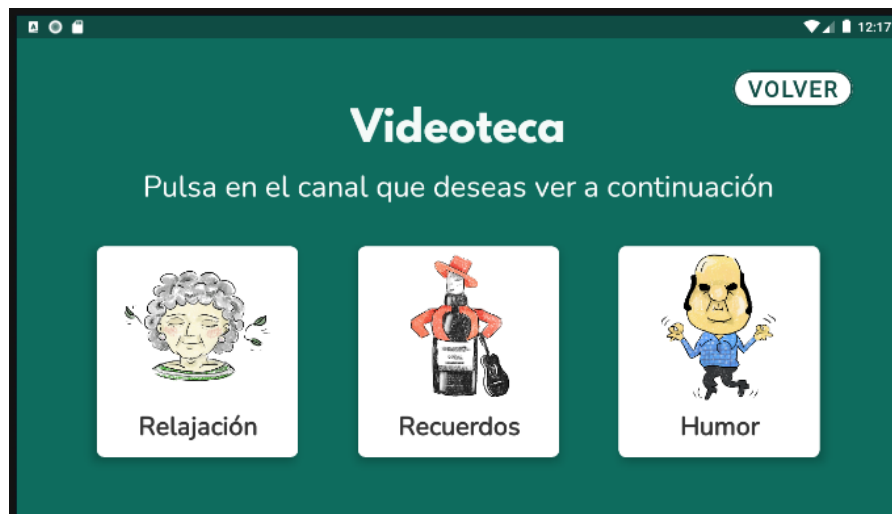 12:17
VOLVER
Videoteca
Pulsa en el canal que deseas ver a continuación
Relajación
Recuerdos
Humor